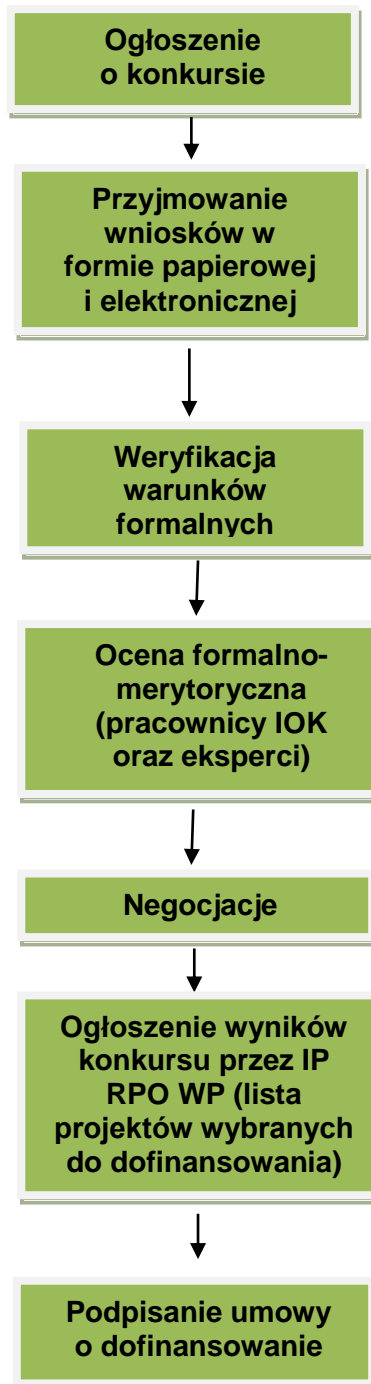 Ogłoszenie
o konkursie
Przyjmowanie
wniosków w
formie papierowej
i elektronicznej
Weryfikacja
warunków
formalnych
Ocena formalno-
merytoryczna
(pracownicy IOK
oraz eksperci)
Negocjacje
Ogłoszenie wyników
konkursu przez IP
RPO WP (lista
projektów wybranych
do dofinansowania)
Podpisanie umowy
o dofinansowanie